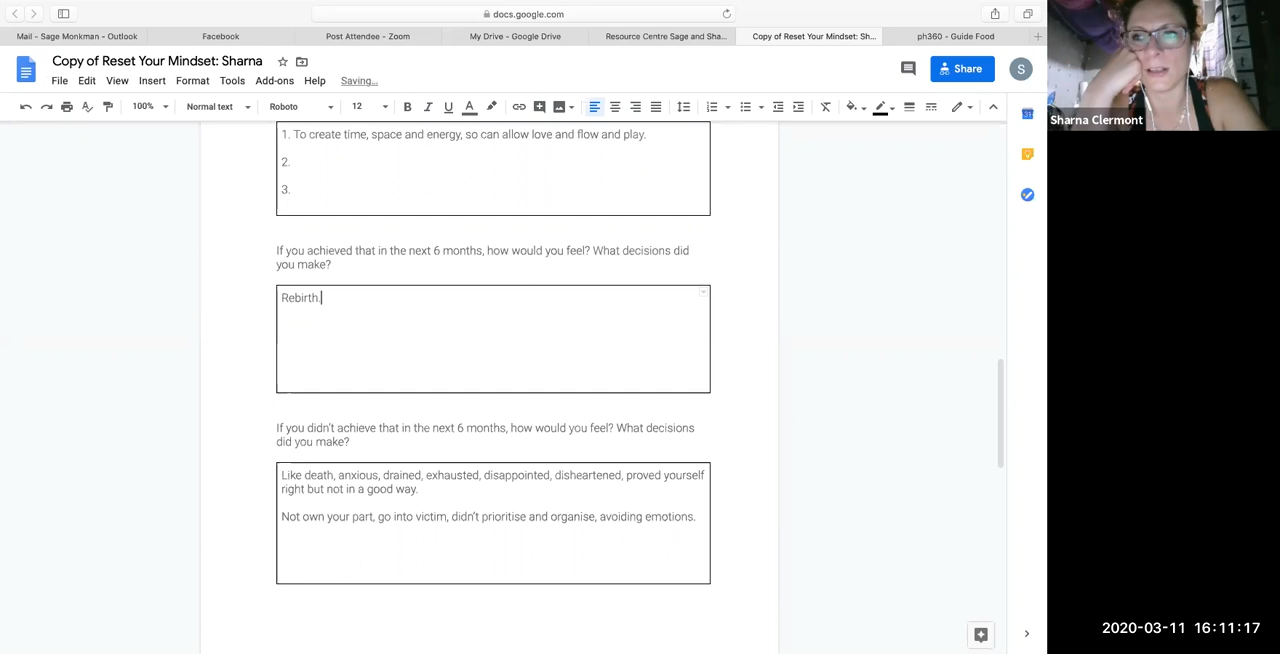 docs.google.com
Mail - Sage Monkman - Outlook
Facebook
Post Attendee - Zoom
My Drive - Google Drive
Resource Centre Sage and Sha...
Copy of Reset Your Mindset: Sh...
ph360 - Guide Food
Copy of Reset Your Mindset: Sharna
File Edit View Insert Format Tools Add-ons Help Saving...
Share
S
100% Normal text Roboto 12 B I U A
1. To create time, space and energy, so can allow love and flow and play.
2.
3.
If you achieved that in the next 6 months, how would you feel? What decisions did
you make?
Rebirth.
If you didn't achieve that in the next 6 months, how would you feel? What decisions
did you make?
Like death, anxious, drained, exhausted, disappointed, disheartened, proved yourself
right but not in a good way.
Not own your part, go into victim, didn't prioritise and organise, avoiding emotions.
Sharna Clermont
2020-03-11 16:11:17